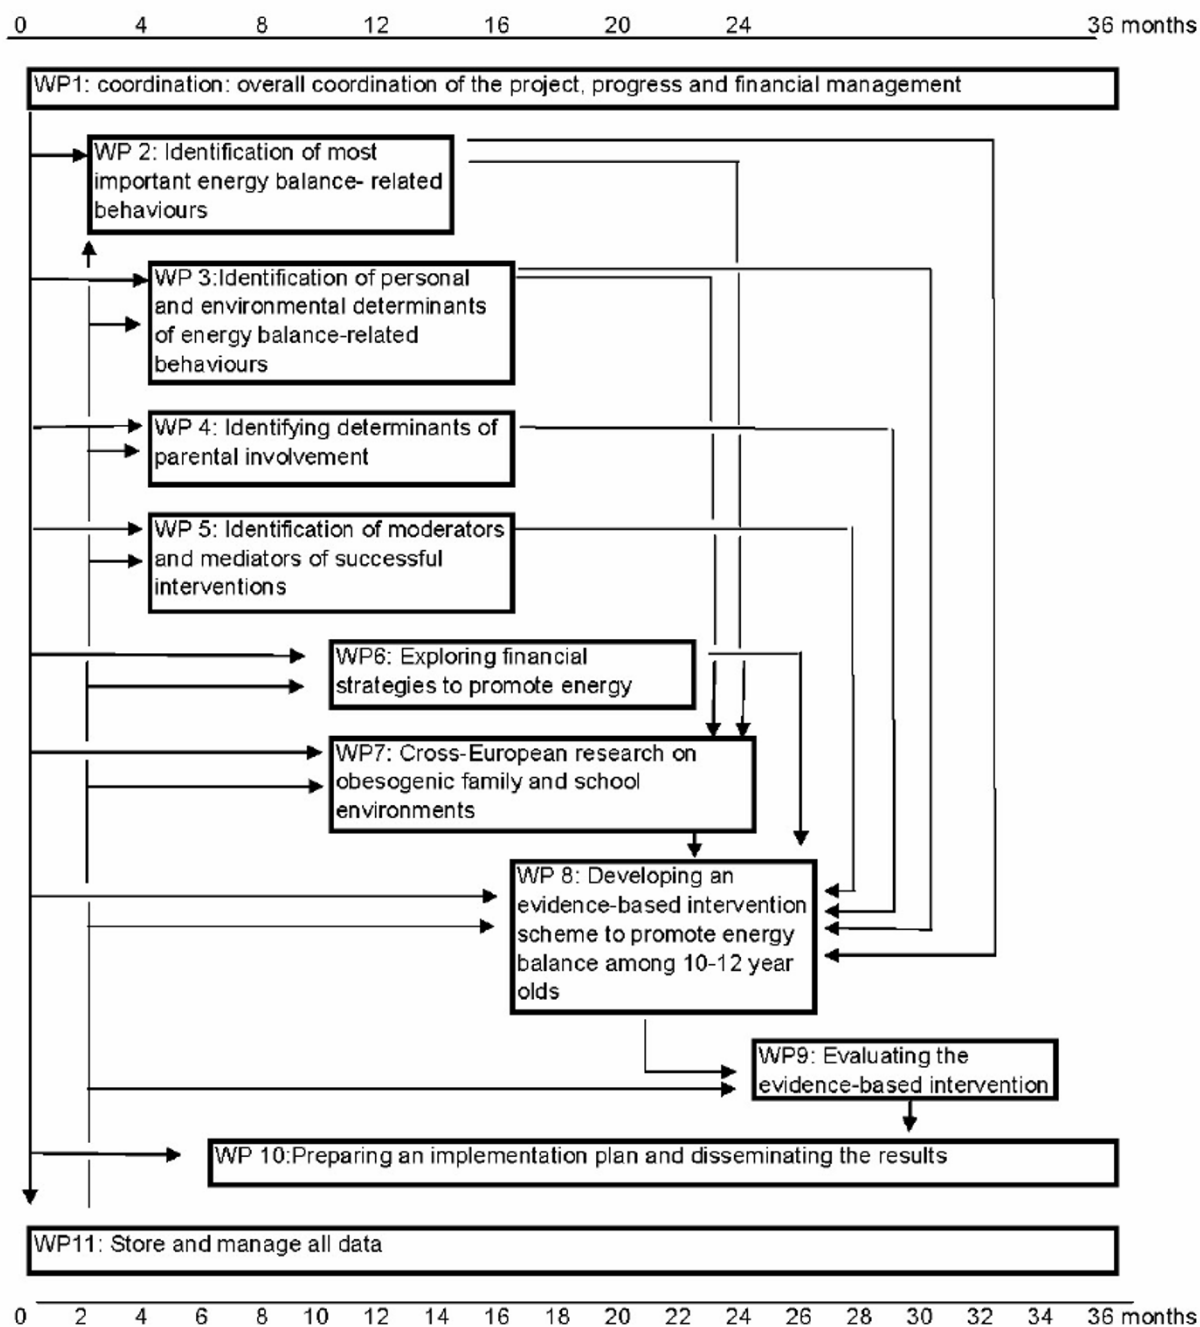 0 4 8 12 16 20 24 36 months
WP1: coordination: overall coordination of the project, progress and financial management
WP 2: Identification of most
important energy balance- related
behaviours
WP 3:Identification of personal
and environmental determinants
of energy balance-related
behaviours
WP 4: Identifying determinants of
parental involvement
WP 5: Identification of moderators
and mediators of successful
interventions
WP6: Exploring financial
strategies to promote energy
WP7: Cross-European research on
obesogenic family and school
environments
WP 8: Developing an
evidence-based intervention
scheme to promote energy
balance among 10-12 year
olds
WP9: Evaluating the
evidence-based intervention
WP 10:Preparing an implementation plan and disseminating the results
WP11: Store and manage all data
0 2 4 6 8 10 12 14 16 18 20 22 24 26 28 30 32 34 36 months